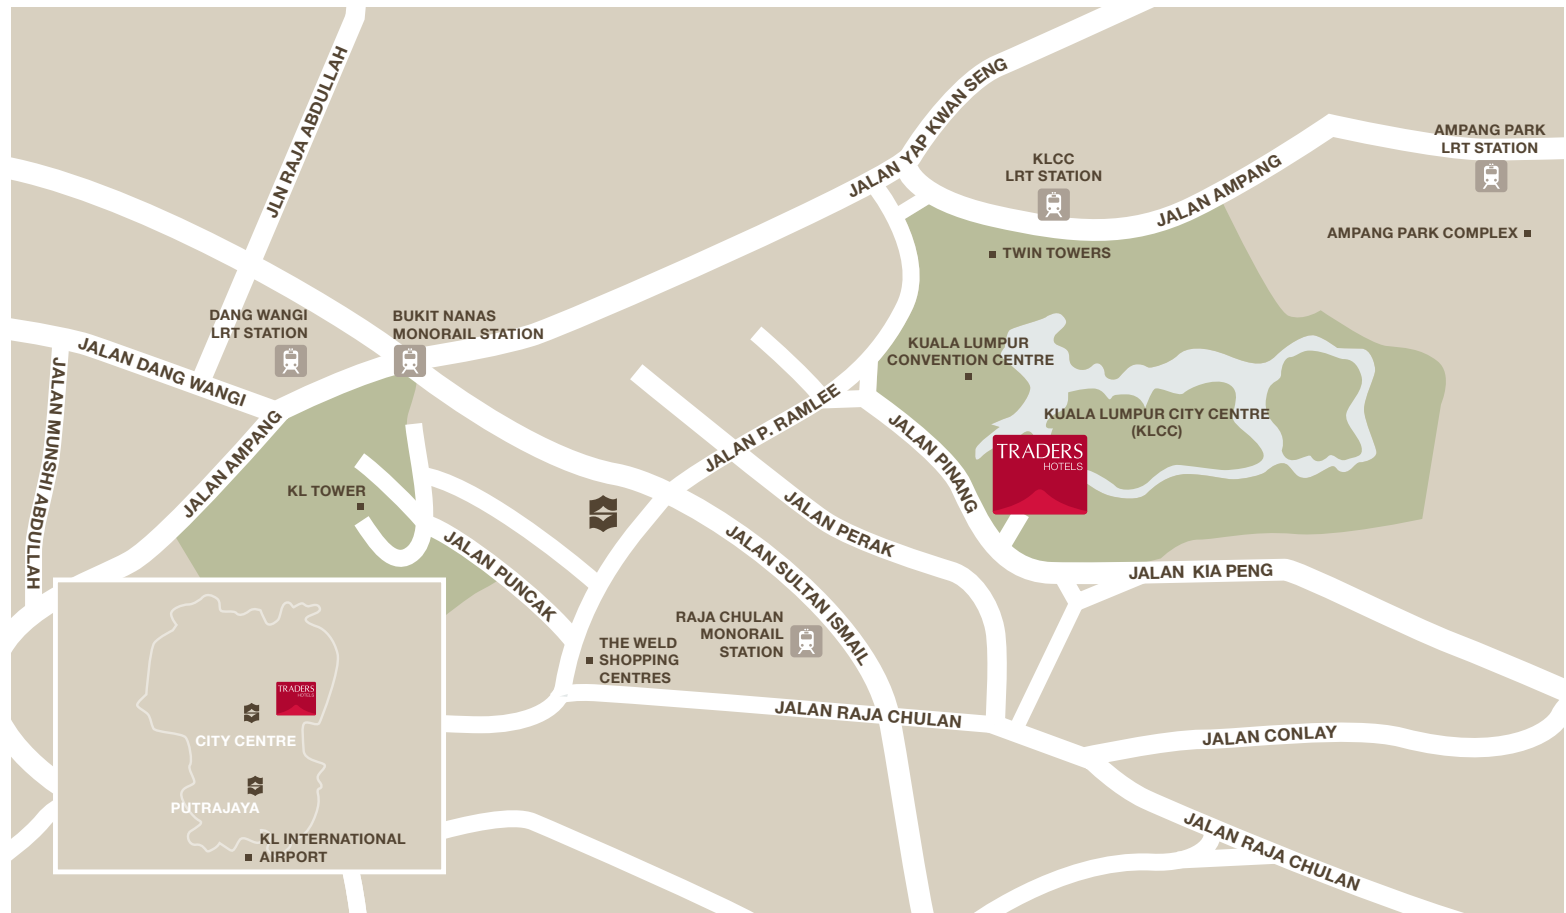 JLN RAJA ABDULLAH
JALAN YAP KWAN SENG
KLCC
LRT STATION
JALAN AMPANG
AMPANG PARK
LRT STATION
AMPANG PARK COMPLEX
TWIN TOWERS
DANG WANGI
LRT STATION
BUKIT NANAS
MONORAIL STATION
JALAN DANG WANGI
JALAN MUNSHI ABDULLAH
JALAN AMPANG
KUALA LUMPUR
CONVENTION CENTRE
KUALA LUMPUR CITY CENTRE
(KLCC)
TRADERS
HOTELS
JALAN P. RAMLEE
JALAN PINANG
KL TOWER
JALAN PUNCAK
JALAN PERAK
JALAN SULTAN ISMAIL
JALAN KIA PENG
RAJA CHULAN
MONORAIL
STATION
THE WELD
SHOPPING
CENTRES
JALAN RAJA CHULAN
JALAN CONLAY
JALAN RAJA CHULAN
TRADERS
HOTELS
CITY CENTRE
PUTRAJAYA
KL INTERNATIONAL
AIRPORT